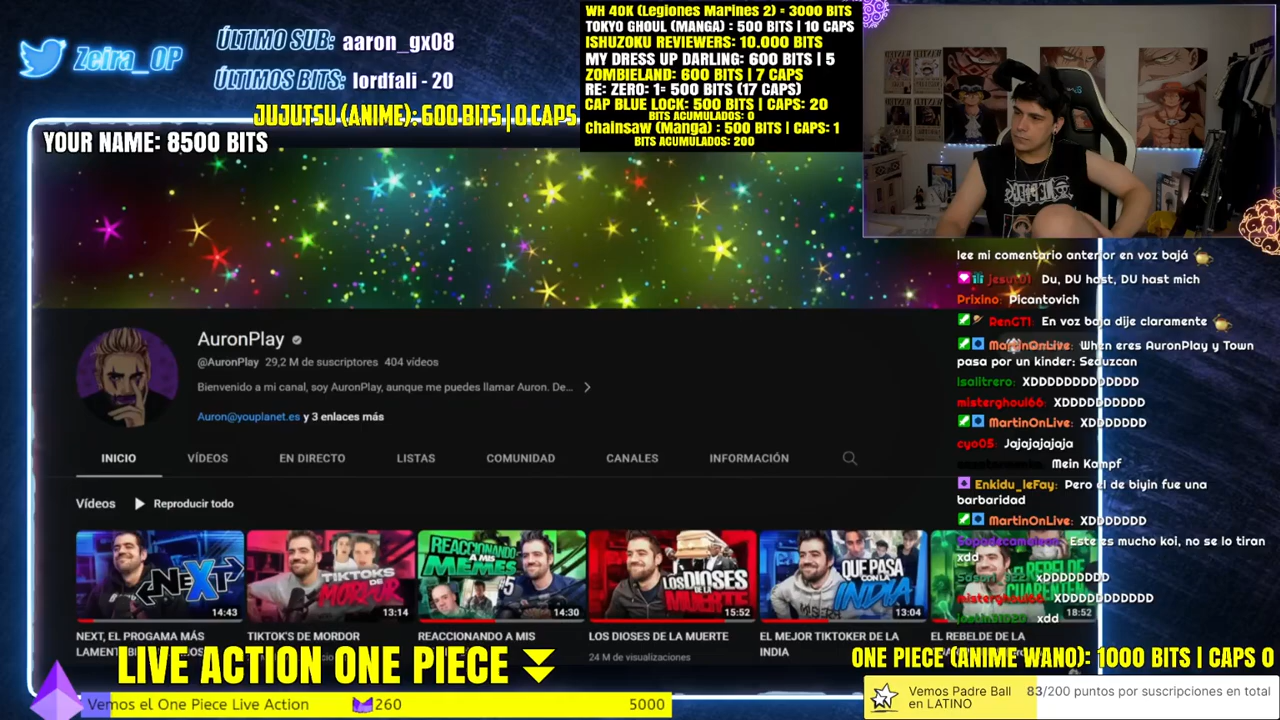 Zeira_OP
ÚLTIMO SUB: aaron_gx08
ÚLTIMOS BITS: lordfali - 20
JUJUTSU (ANIME): 600 BITS | 0 CAPS
YOUR NAME: 8500 BITS
WH 40K (Legiones Marines 2) = 3000 BITS
TOKYO GHOUL (MANGA) : 500 BITS | 10 CAPS
ISHUZOKU REVIEWERS: 10.000 BITS
MY DRESS UP DARLING: 600 BITS | 5
ZOMBIELAND: 600 BITS | 7 CAPS
RE: ZERO: 1= 500 BITS (17 CAPS)
CAP BLUE LOCK: 500 BITS | CAPS: 20
BITS ACUMULADOS: 0
Chainsaw (Manga) : 500 BITS | CAPS: 1
BITS ACUMULADOS: 200
AuronPlay
@AuronPlay 29,2 M de suscriptores 404 vídeos
Bienvenido a mi canal, soy AuronPlay, aunque me puedes llamar Auron. De...
Auron@youplanet.es y 3 enlaces más
INICIO VÍDEOS EN DIRECTO LISTAS COMUNIDAD CANALES INFORMACIÓN
Vídeos Reproducir todo
NEXT
14:43
TIKTOKS DE MORDOR
13:14
REACCIONANDO A MIS MEMES #5
14:30
LOS DIOSES DE LA MUERTE
15:52
QUE PASA CON LA INDIA
13:04
18:52
NEXT, EL PROGAMA MÁS
TIKTOK'S DE MORDOR
REACCIONANDO A MIS
LOS DIOSES DE LA MUERTE
24 M de visualizaciones
EL MEJOR TIKTOKER DE LA
INDIA
EL REBELDE DE LA
lee mi comentario anterior en voz bajá
jesut01 Du, DU hast, DU hast mich
Prixino: Picantovich
RenGT1: En voz baja dije claramente
MartinOnLive: When eres AuronPlay y Town
pasa por un kinder: Seduzcan
Isalitrero: XDDDDDDDDDDDDD
misterghoul66: XDDDDDDDDDD
MartinOnLive: XDDDDDDD
cyo05: Jajajajajaja
Mein Kampf
Enkidu_leFay: Pero el de biyin fue una
barbaridad
MartinOnLive: XDDDDDDD
Sopadecamaleon: Este es mucho koi, no se lo tiran
xdd
xDDDDDDDD
misterghoul66: XDDDDDDDDDDD
xdd
LIVE ACTION ONE PIECE
Vemos el One Piece Live Action 260 5000
ONE PIECE (ANIME WANO): 1000 BITS | CAPS 0
Vemos Padre Ball
en LATINO
83/200 puntos por suscripciones en total